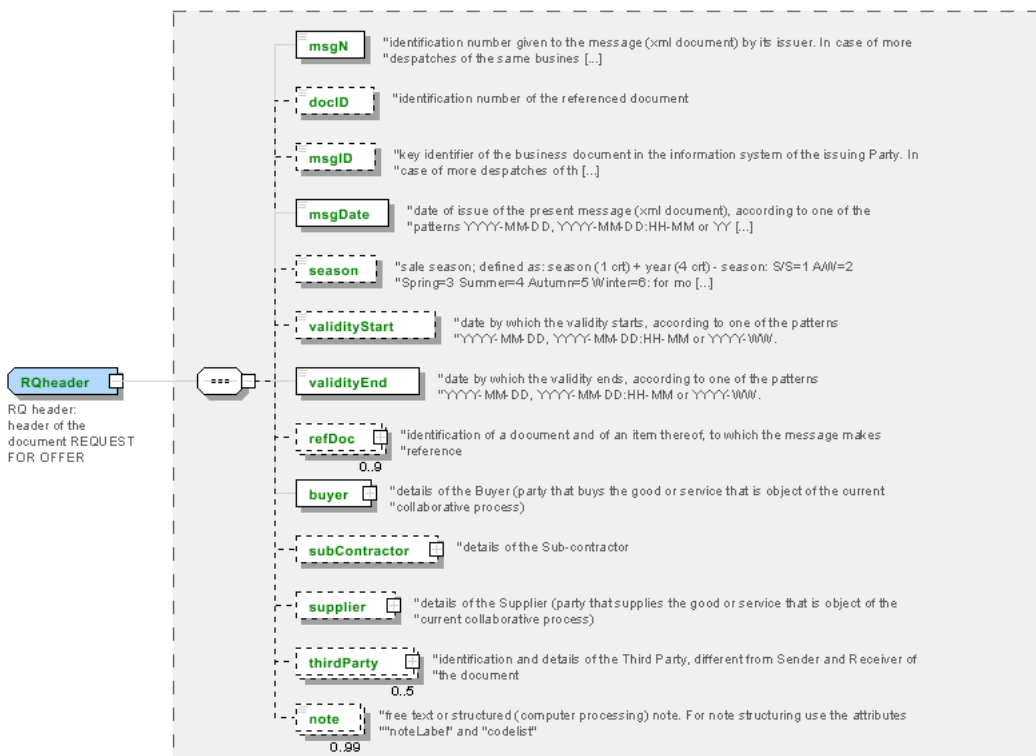 msgN
"identification number given to the message (xml document) by its issuer. In case of more
"despatches of the same busines [...]
docID
"identification number of the referenced document
msgID
"key identifier of the business document in the information system of the issuing Party. In
"case of more despatches of th [...]
msgDate
"date of issue of the present message (xml document), according to one of the
"patterns YYYY-MM-DD, YYYY-MM-DD:HH-MM or YY [...]
season
"sale season; defined as: season (1 crt) + year (4 crt) - season: S/S=1 A/W=2
"Spring=3 Summer=4 Autumn=5 Winter=6: for mo [...]
validityStart
"date by which the validity starts, according to one of the patterns
"YYYY-MM-DD, YYYY-MM-DD:HH-MM or YYYY-WW.
RQheader
RQ header:
header of the
document REQUEST
FOR OFFER
validityEnd
"date by which the validity ends, according to one of the patterns
"YYYY-MM-DD, YYYY-MM-DD:HH-MM or YYYY-WW.
refDoc
0..9
"identification of a document and of an item thereof, to which the message makes
"reference
buyer
"details of the Buyer (party that buys the good or service that is object of the current
"collaborative process)
subContractor
"details of the Sub-contractor
supplier
"details of the Supplier (party that supplies the good or service that is object of the
"current collaborative process)
thirdParty
0..5
"identification and details of the Third Party, different from Sender and Receiver of
"the document
note
0..99
"free text or structured (computer processing) note. For note structuring use the attributes
""noteLabel" and "codelist"